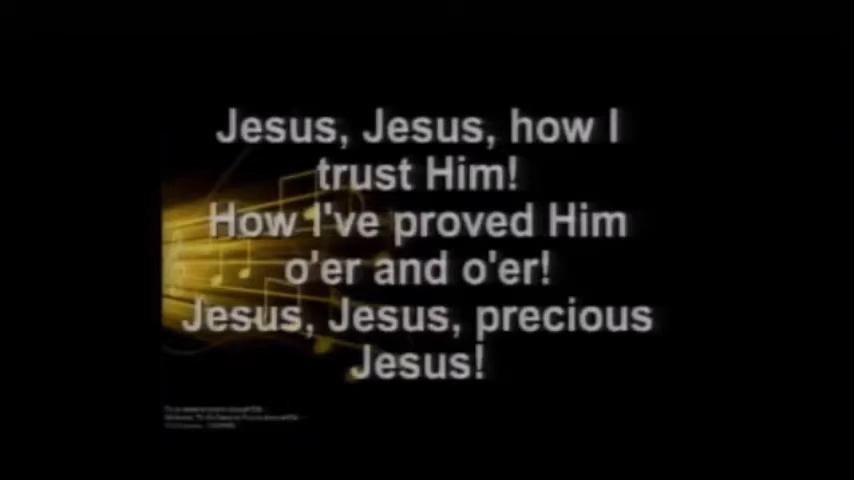 Jesus, Jesus, how I
trust Him!
How I've proved Him
o'er and o'er!
Jesus, Jesus, precious
Jesus!